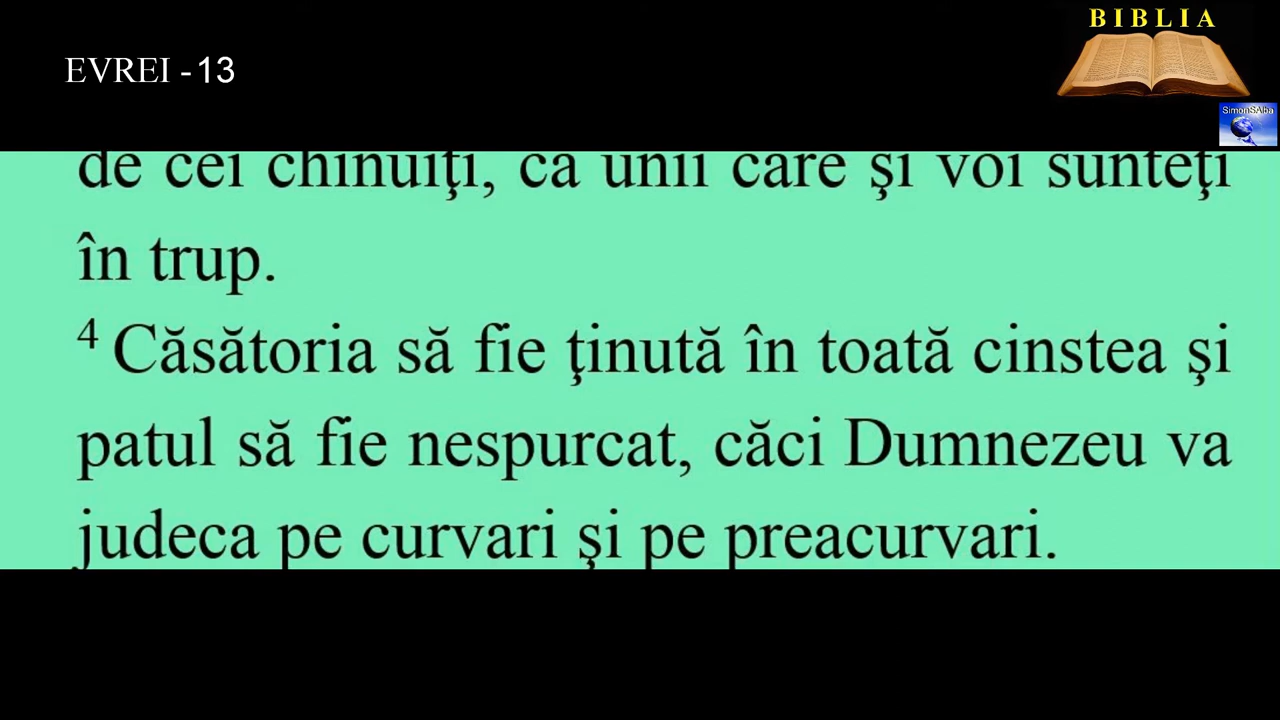 BIBLIA
EVREI - 13
SimonSAlba
de cei chinuiţi, ca unii care şi voi sunteţi
în trup.
4 Căsătoria să fie ţinută în toată cinstea şi
patul să fie nespurcat, căci Dumnezeu va
judeca pe curvari şi pe preacurvari.